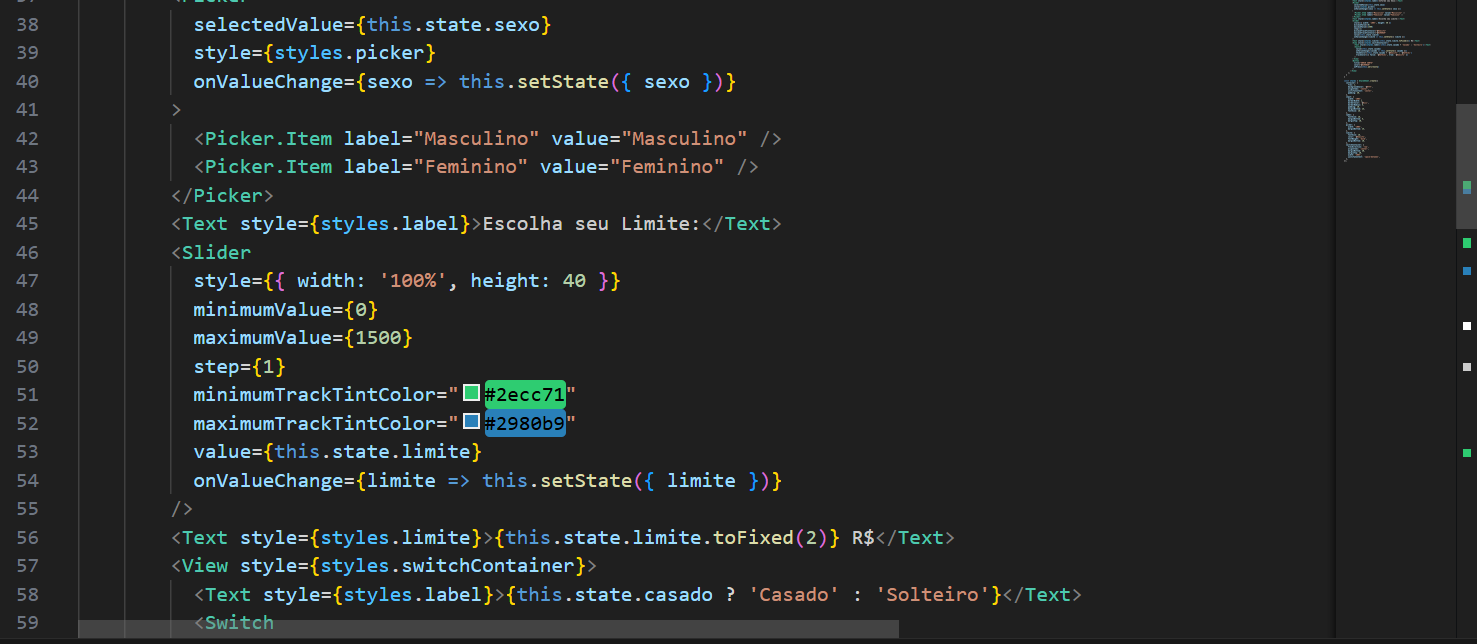 <Picker
38 selectedValue={this.state.sexo}
39 style={styles.picker}
40 onValueChange={sexo => this.setState({ sexo })}
41 >
42 <Picker.Item label="Masculino" value="Masculino" />
43 <Picker.Item label="Feminino" value="Feminino" />
44 </Picker>
45 <Text style={styles.label}>Escolha seu Limite:</Text>
46 <Slider
47 style={{ width: '100%', height: 40 }}
48 minimumValue={0}
49 maximumValue={1500}
50 step={1}
51 minimumTrackTintColor="#2ecc71"
52 maximumTrackTintColor="#2980b9"
53 value={this.state.limite}
54 onValueChange={limite => this.setState({ limite })}
55 />
56 <Text style={styles.limite}>{this.state.limite.toFixed(2)} R$</Text>
57 <View style={styles.switchContainer}>
58 <Text style={styles.label}>{this.state.casado ? 'Casado' : 'Solteiro'}</Text>
59 <Switch